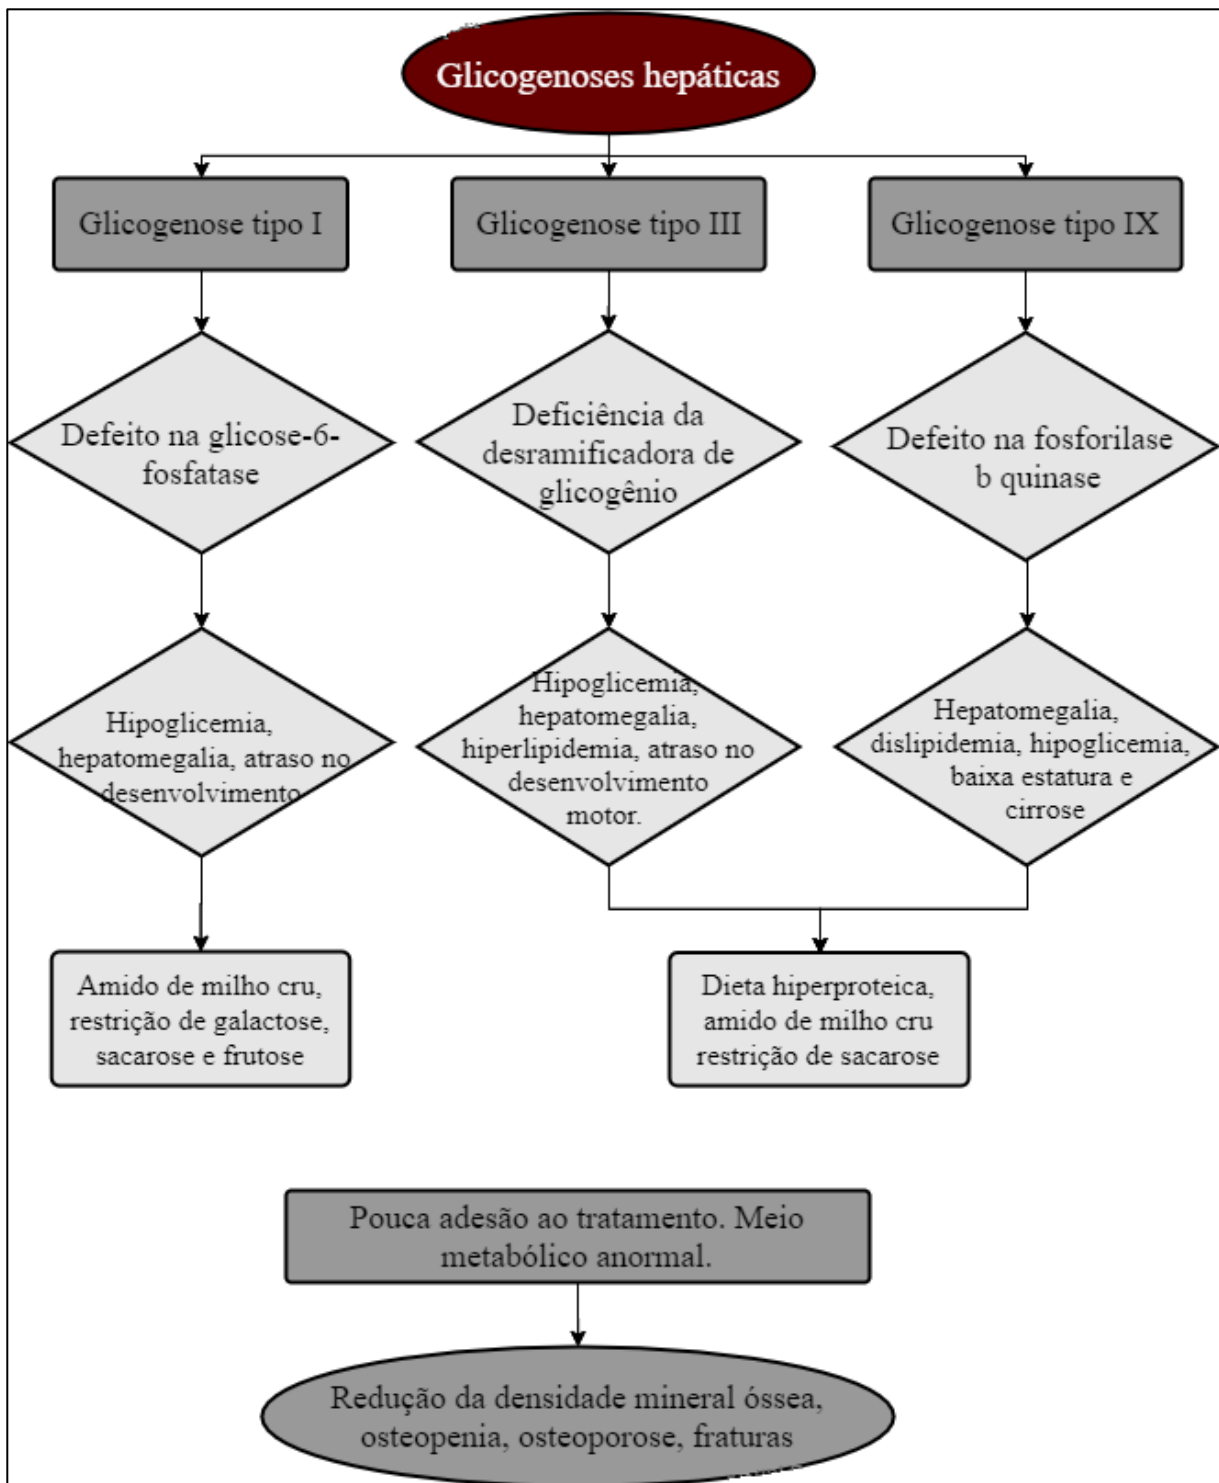 Glicogenoses hepáticas
Glicogenose tipo I
Glicogenose tipo III
Glicogenose tipo IX
Defeito na glicose-6-
fosfatase
Deficiência da
desramificadora de
glicogênio
Defeito na fosforilase
b quinase
Hipoglicemia,
hepatomegalia, atraso no
desenvolvimento
Hipoglicemia,
hepatomegalia,
hiperlipidemia, atraso no
desenvolvimento
motor.
Hepatomegalia,
dislipidemia, hipoglicemia,
baixa estatura e
cirrose
Amido de milho cru,
restrição de galactose,
sacarose e frutose
Dieta hiperproteica,
amido de milho cru
restrição de sacarose
Pouca adesão ao tratamento. Meio
metabólico anormal.
Redução da densidade mineral óssea,
osteopenia, osteoporose, fraturas